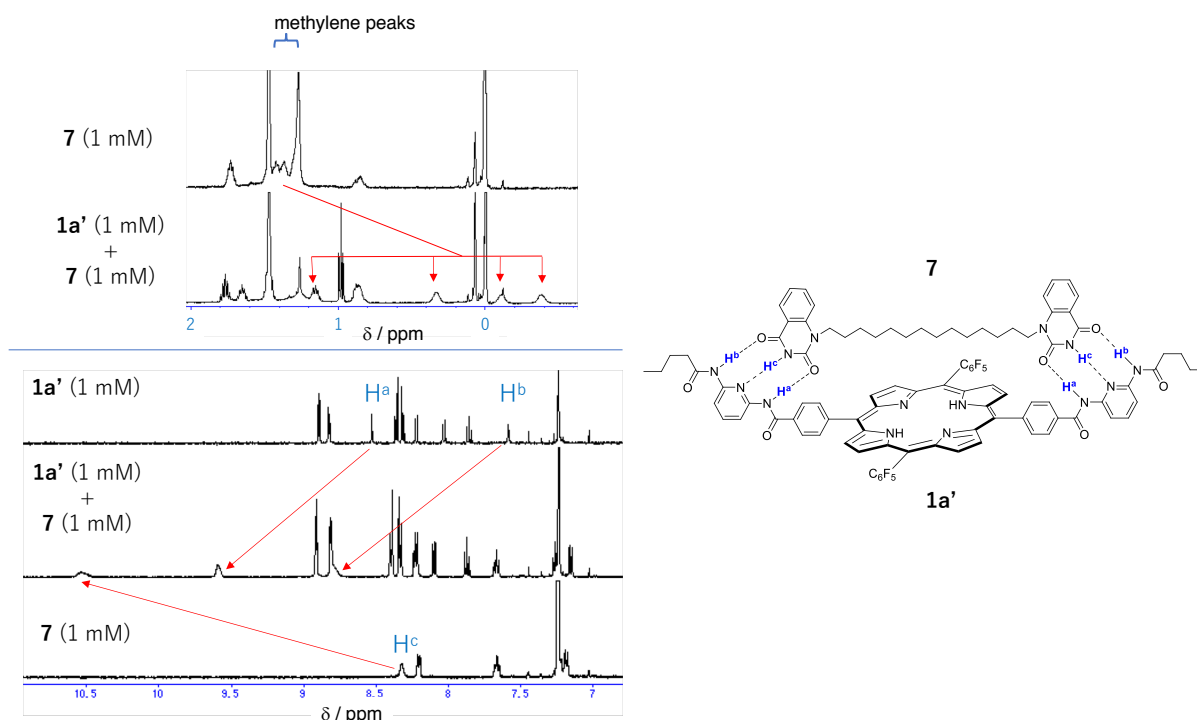 methylene peaks
7 (1 mM)
1a’ (1 mM)
+
7 (1 mM)
2
1
0
δ / ppm
1a’ (1 mM)
Hᵃ
Hᵇ
1a’ (1 mM)
+
7 (1 mM)
7 (1 mM)
Hᶜ
10.5
10
9.5
9
8.5
8
7.5
7
δ / ppm
7
O
N
N
O
Hᵇ
Hᶜ
O
Hᵇ
Hᶜ
O
N
N
O
N
Hᵃ
N
C₆F₅
Hᵃ
N
N
O
O
N
N
O
N
HN
O
NH
N
C₆F₅
1a’